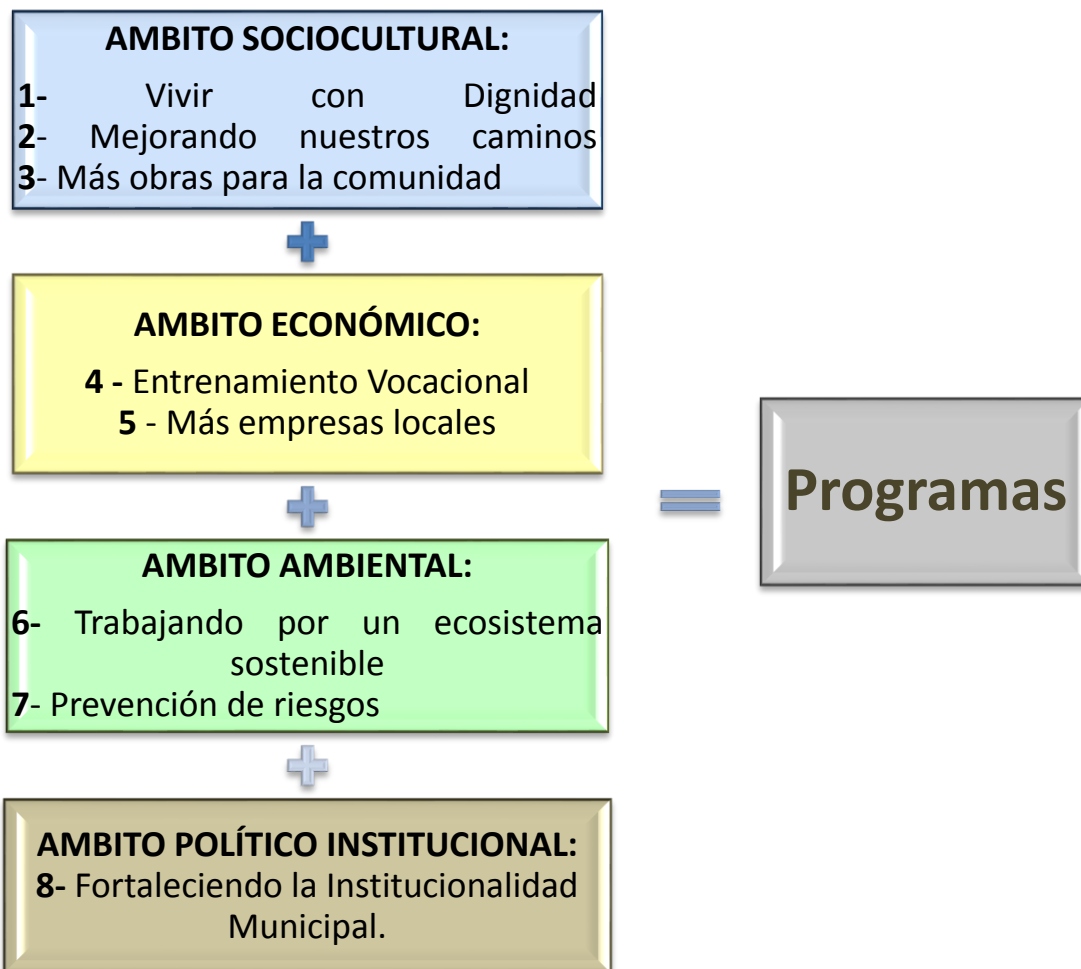 AMBITO SOCIOCULTURAL:
1- Vivir con Dignidad
2- Mejorando nuestros caminos
3- Más obras para la comunidad
AMBITO ECONÓMICO:
4 - Entrenamiento Vocacional
5 - Más empresas locales
AMBITO AMBIENTAL:
6- Trabajando por un ecosistema
sostenible
7- Prevención de riesgos
AMBITO POLÍTICO INSTITUCIONAL:
8- Fortaleciendo la Institucionalidad
Municipal.
Programas